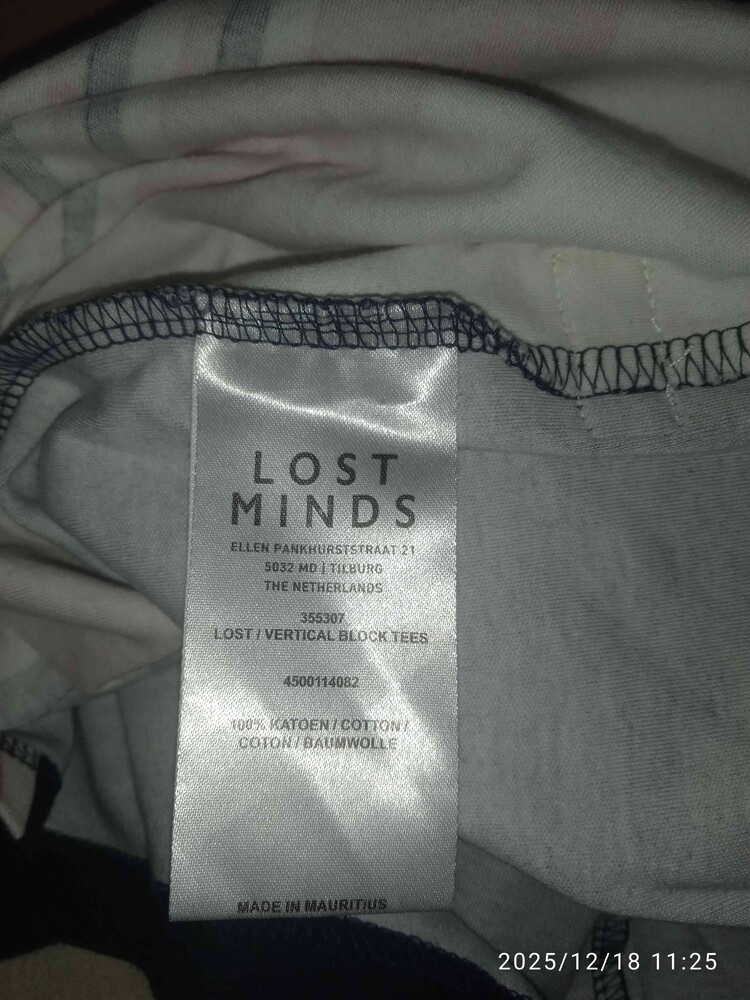 LOST
MINDS
ELLEN PANKHURSTSTRAAT 21
5032 MD | TILBURG
THE NETHERLANDS
355307
LOST / VERTICAL BLOCK TEES
4500114082
100% KATOEN / COTTON /
COTON / BAUMWOLLE
MADE IN MAURITIUS
2025/12/18 11:25